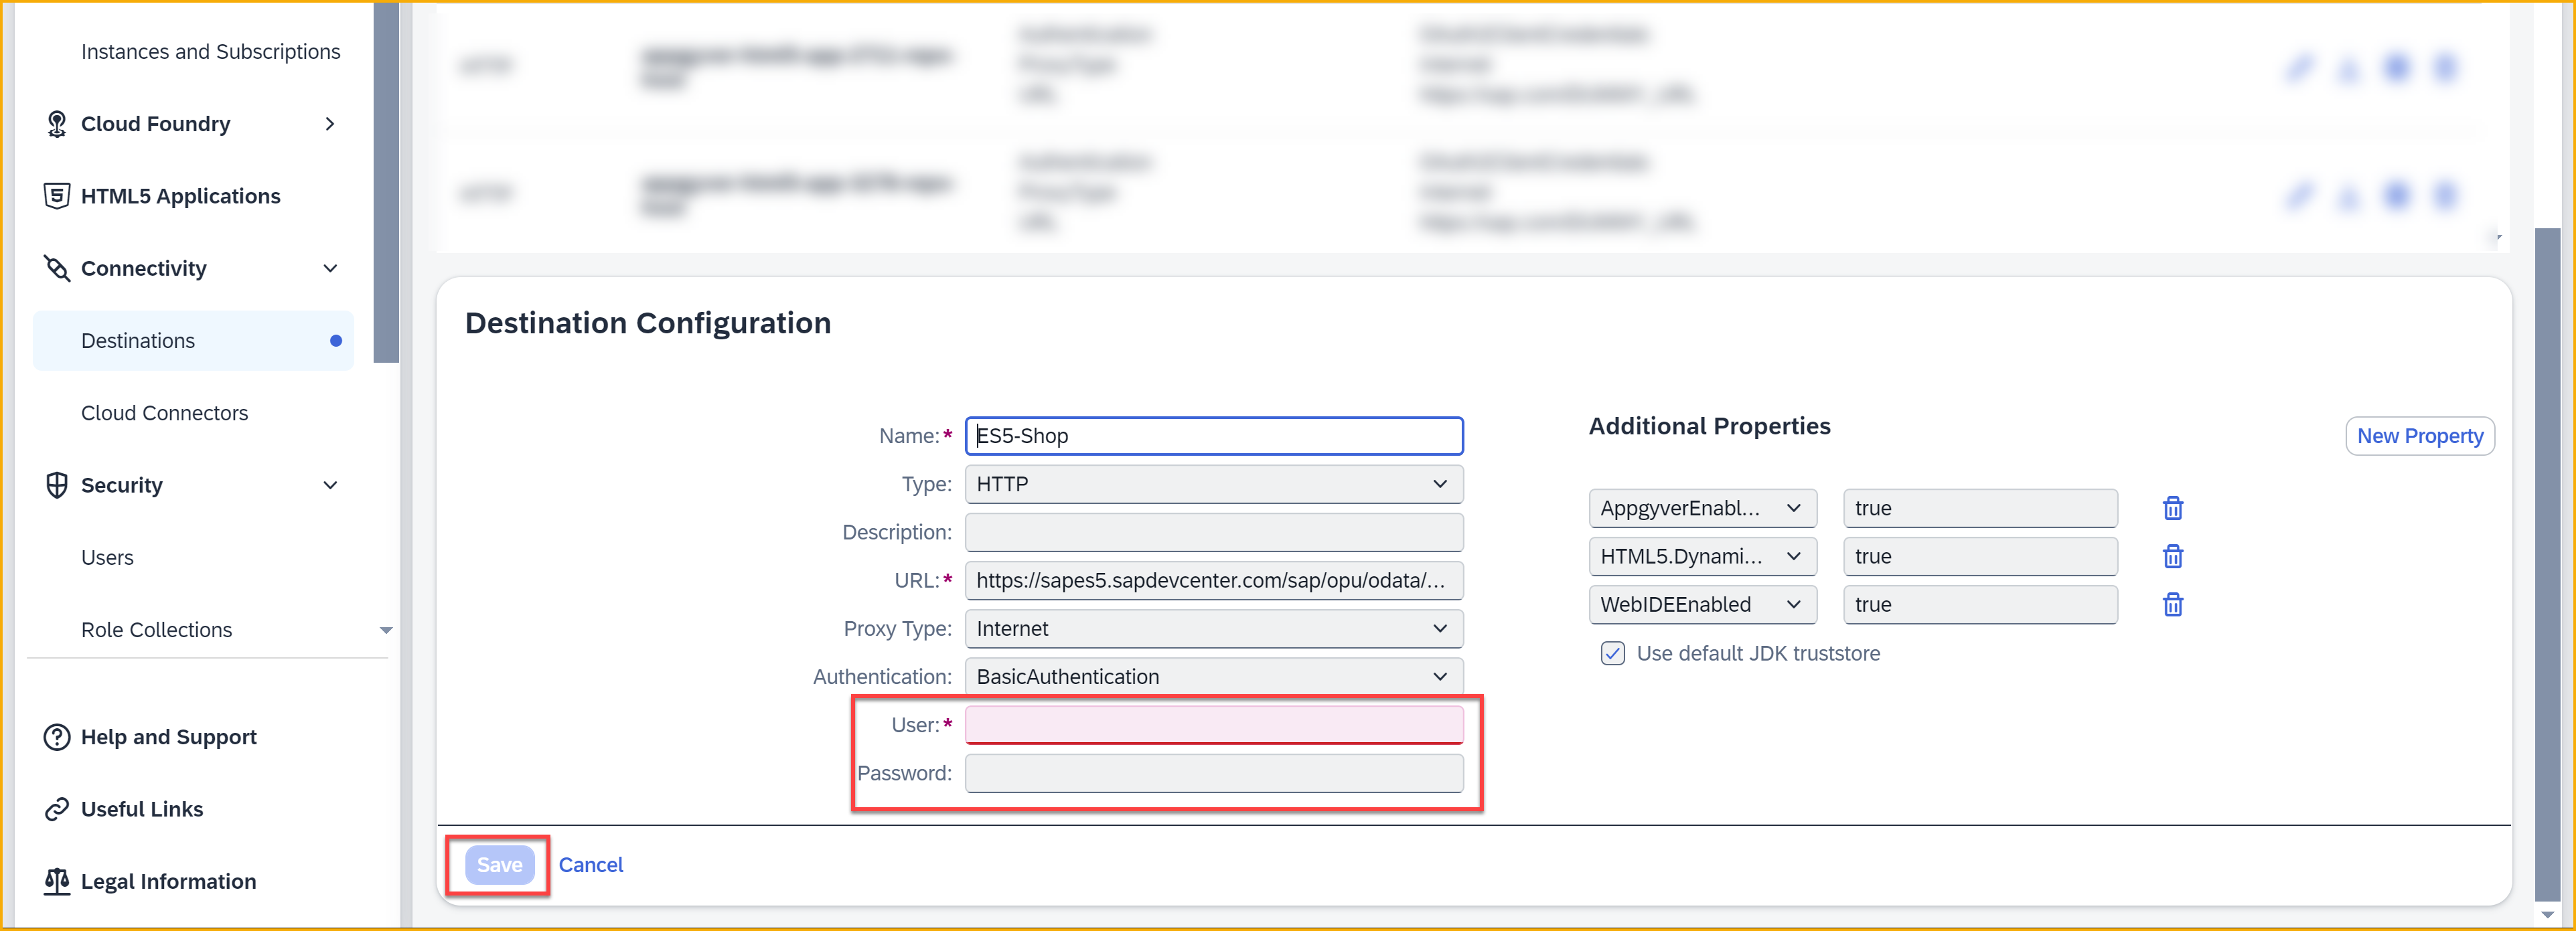 Instances and Subscriptions
Cloud Foundry
HTML5 Applications
Connectivity
Destinations
Cloud Connectors
Security
Users
Role Collections
Help and Support
Useful Links
Legal Information
Destination Configuration
Name:*
ES5-Shop
Type:
HTTP
Description:
URL:*
https://sapes5.sapdevcenter.com/sap/opu/odata/...
Proxy Type:
Internet
Authentication:
BasicAuthentication
User:*
Password:
Additional Properties
New Property
AppgyverEnabl...
true
HTML5.Dynami...
true
WebIDEEnabled
true
Use default JDK truststore
Save
Cancel